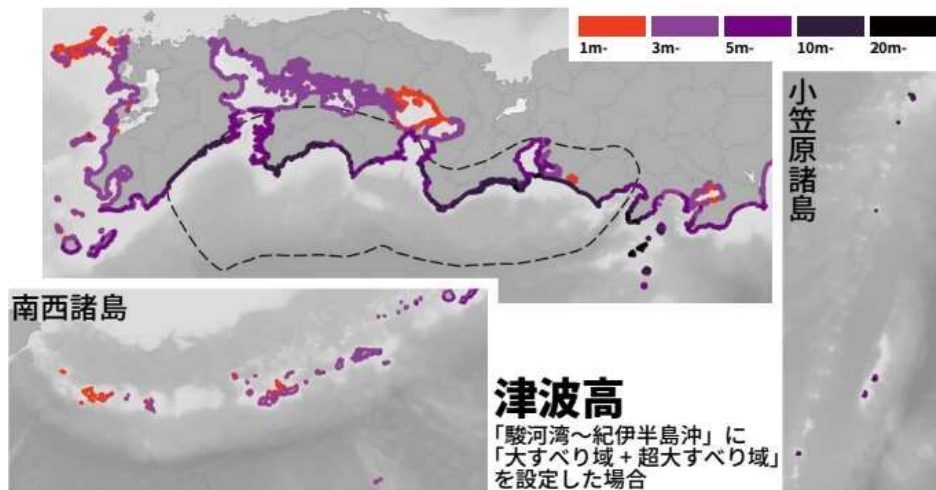 1m-
3m-
5m-
10m-
20m-
小笠原諸島
南西諸島
津波高
「駿河湾～紀伊半島沖」に
「大すべり域 + 超大すべり域」
を設定した場合